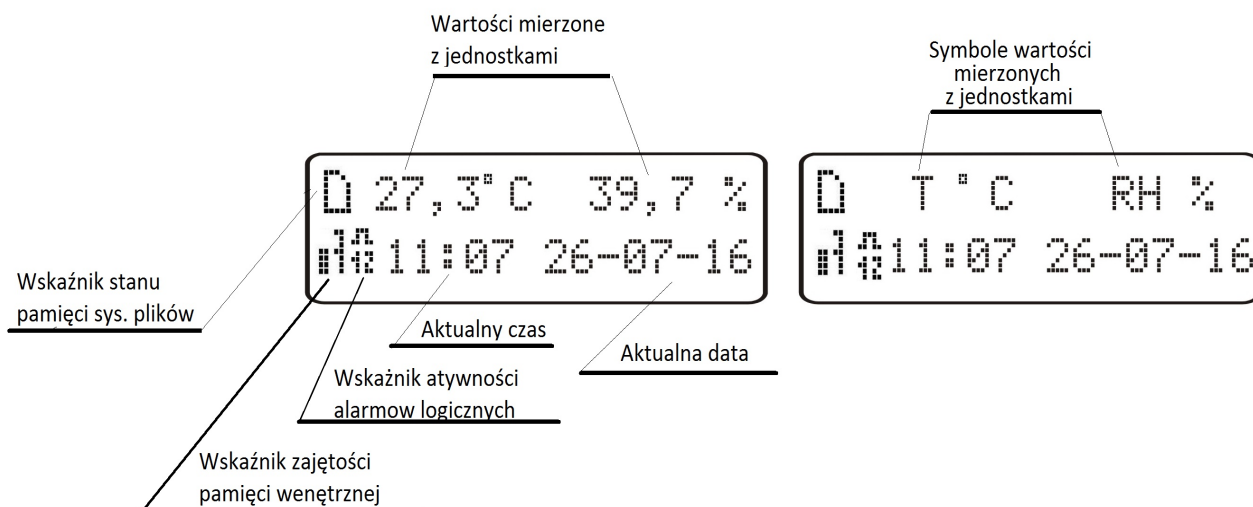 Wartości mierzone
z jednostkami
Symbole wartości
mierzonych
z jednostkami
27,3°C 39,7 %
11:07 26-07-16
T °C RH %
11:07 26-07-16
Wskaźnik stanu
pamięci sys. plików
Aktualny czas
Aktualna data
Wskażnik atywności
alarmow logicznych
Wskaźnik zajętości
pamięci wenętrznej